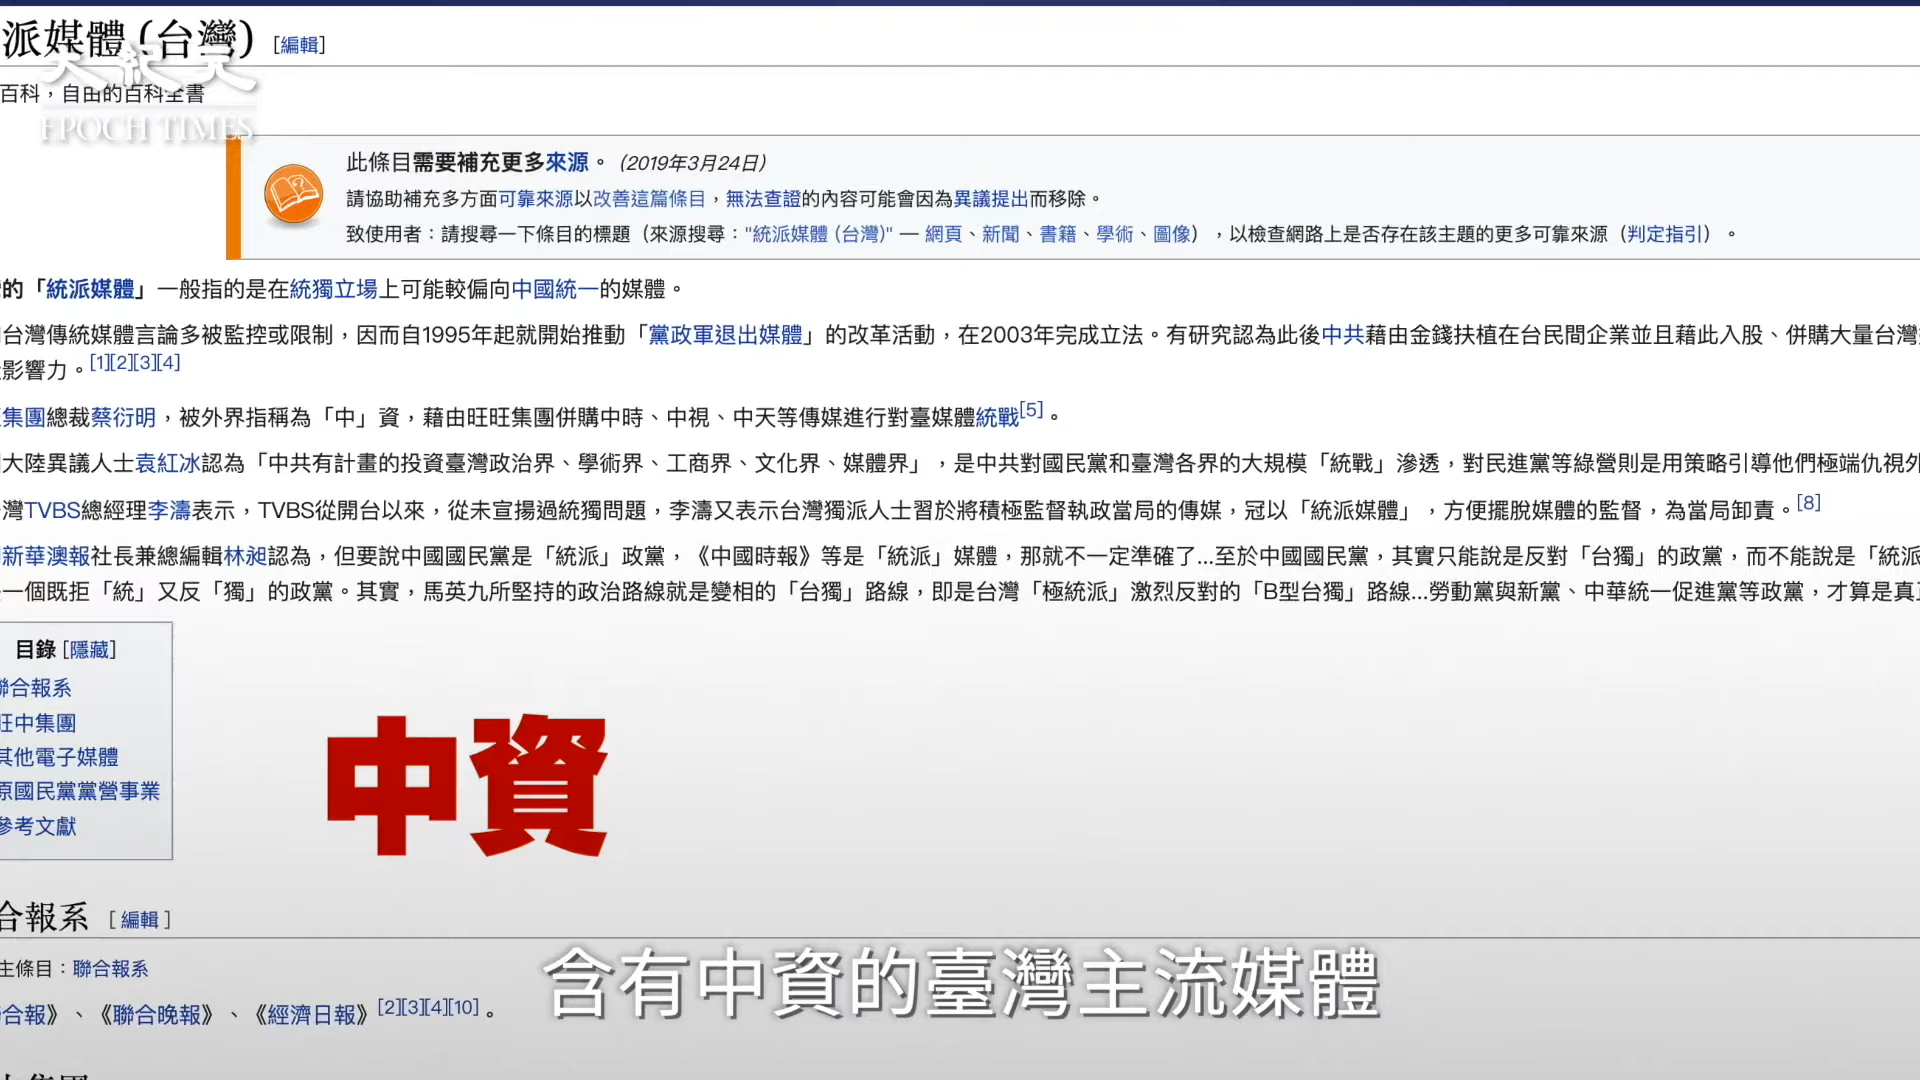 派媒體 (台灣) [編輯]
大紀元
百科，自由的百科全書
EPOCH TIMES
此條目需要補充更多來源。 (2019年3月24日)
請協助補充多方面可靠來源以改善這篇條目，無法查證的內容可能會因為異議提出而移除。
致使用者：請搜尋一下條目的標題（來源搜尋："統派媒體 (台灣)" — 網頁、新聞、書籍、學術、圖像），以檢查網路上是否存在該主題的更多可靠來源（判定指引）。
的「統派媒體」一般指的是在統獨立場上可能較偏向中國統一的媒體。
台灣傳統媒體言論多被監控或限制，因而自1995年起就開始推動「黨政軍退出媒體」的改革活動，在2003年完成立法。有研究認為此後中共藉由金錢扶植在台民間企業並且藉此入股、併購大量台灣
影響力。[1][2][3][4]
集團總裁蔡衍明，被外界指稱為「中」資，藉由旺旺集團併購中時、中視、中天等傳媒進行對臺媒體統戰[5]。
大陸異議人士袁紅冰認為「中共有計畫的投資臺灣政治界、學術界、工商界、文化界、媒體界」，是中共對國民黨和臺灣各界的大規模「統戰」滲透，對民進黨等綠營則是用策略引導他們極端仇視外
灣TVBS總經理李濤表示，TVBS從開台以來，從未宣揚過統獨問題，李濤又表示台灣獨派人士習於將積極監督執政當局的傳媒，冠以「統派媒體」，方便擺脫媒體的監督，為當局卸責。[8]
新華澳報社長兼總編輯林昶認為，但要說中國國民黨是「統派」政黨，《中國時報》等是「統派」媒體，那就不一定準確了...至於中國國民黨，其實只能說是反對「台獨」的政黨，而不能說是「統派
一個既拒「統」又反「獨」的政黨。其實，馬英九所堅持的政治路線就是變相的「台獨」路線，即是台灣「極統派」激烈反對的「B型台獨」路線...勞動黨與新黨、中華統一促進黨等政黨，才算是真
目錄 [隱藏]
聯合報系
旺中集團
其他電子媒體
原國民黨黨營事業
參考文獻
中資
合報系 [ 編輯 ]
主條目：聯合報系
合報》、《聯合晚報》、《經濟日報》[2][3][4][10]。
含有中資的臺灣主流媒體